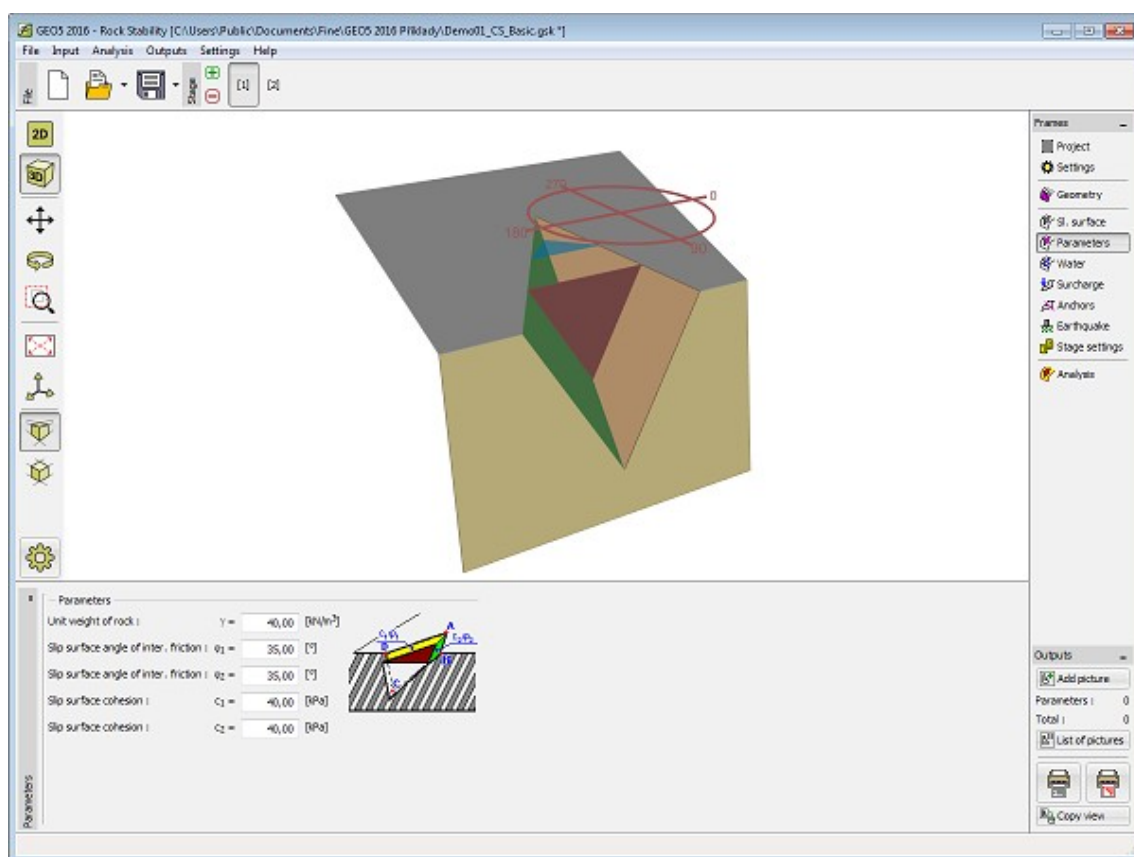 GEO5 2016 - Rock Stability [C:\Users\Public\Documents\Fine\GEO5 2016 Příklady\Demo01_CS_Basic.gsk *]
File Input Analysis Outputs Settings Help
File
Stage
[1] [2]
2D
3D
270
0
180
90
Frames
Project
Settings
Geometry
Sl. surface
Parameters
Water
Surcharge
Anchors
Earthquake
Stage settings
Analysis
Parameters
Parameters
Unit weight of rock : γ = 40,00 [kN/m³]
Slip surface angle of inter. friction : φ₁ = 35,00 [°]
Slip surface angle of inter. friction : φ₂ = 35,00 [°]
Slip surface cohesion : c₁ = 40,00 [kPa]
Slip surface cohesion : c₂ = 40,00 [kPa]
A
c₁φ₁
c₂φ₂
D
C
Outputs
Add picture
Parameters : 0
Total : 0
List of pictures
Copy view